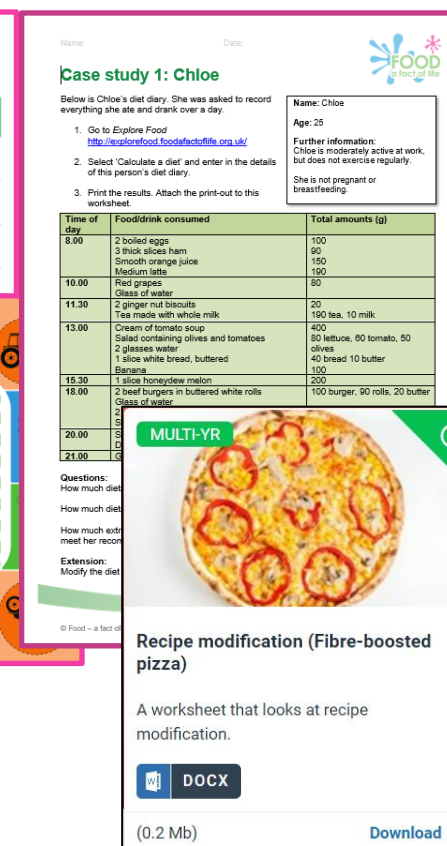 Name:
Date:
FOOD
a fact of life
Case study 1: Chloe
Below is Chloe's diet diary. She was asked to record
everything she ate and drank over a day.
1. Go to Explore Food
http://explorefood.foodafactoflife.org.uk/
2. Select 'Calculate a diet' and enter in the details
of this person's diet diary.
3. Print the results. Attach the print-out to this
worksheet.
Name: Chloe
Age: 25
Further information:
Chloe is moderately active at work,
but does not exercise regularly.
She is not pregnant or
breastfeeding.
Time of
day
Food/drink consumed
Total amounts (g)
8.00
2 boiled eggs
3 thick slices ham
Smooth orange juice
Medium latte
100
90
150
190
10.00
Red grapes
Glass of water
80
11.30
2 ginger nut biscuits
Tea made with whole milk
20
190 tea, 10 milk
13.00
Cream of tomato soup
Salad containing olives and tomatoes
2 glasses water
1 slice white bread, buttered
Banana
400
80 lettuce, 60 tomato, 50
olives
40 bread 10 butter
100
15.30
1 slice honeydew melon
200
18.00
2 beef burgers in buttered white rolls
Glass of water
2
100 burger, 90 rolls, 20 butter
20.00
21.00
Questions:
How much diet
How much diet
How much extr
meet her recom
Extension:
Modify the diet
© Food – a fact of
MULTI-YR
Recipe modification (Fibre-boosted
pizza)
A worksheet that looks at recipe
modification.
DOCX
(0.2 Mb)
Download